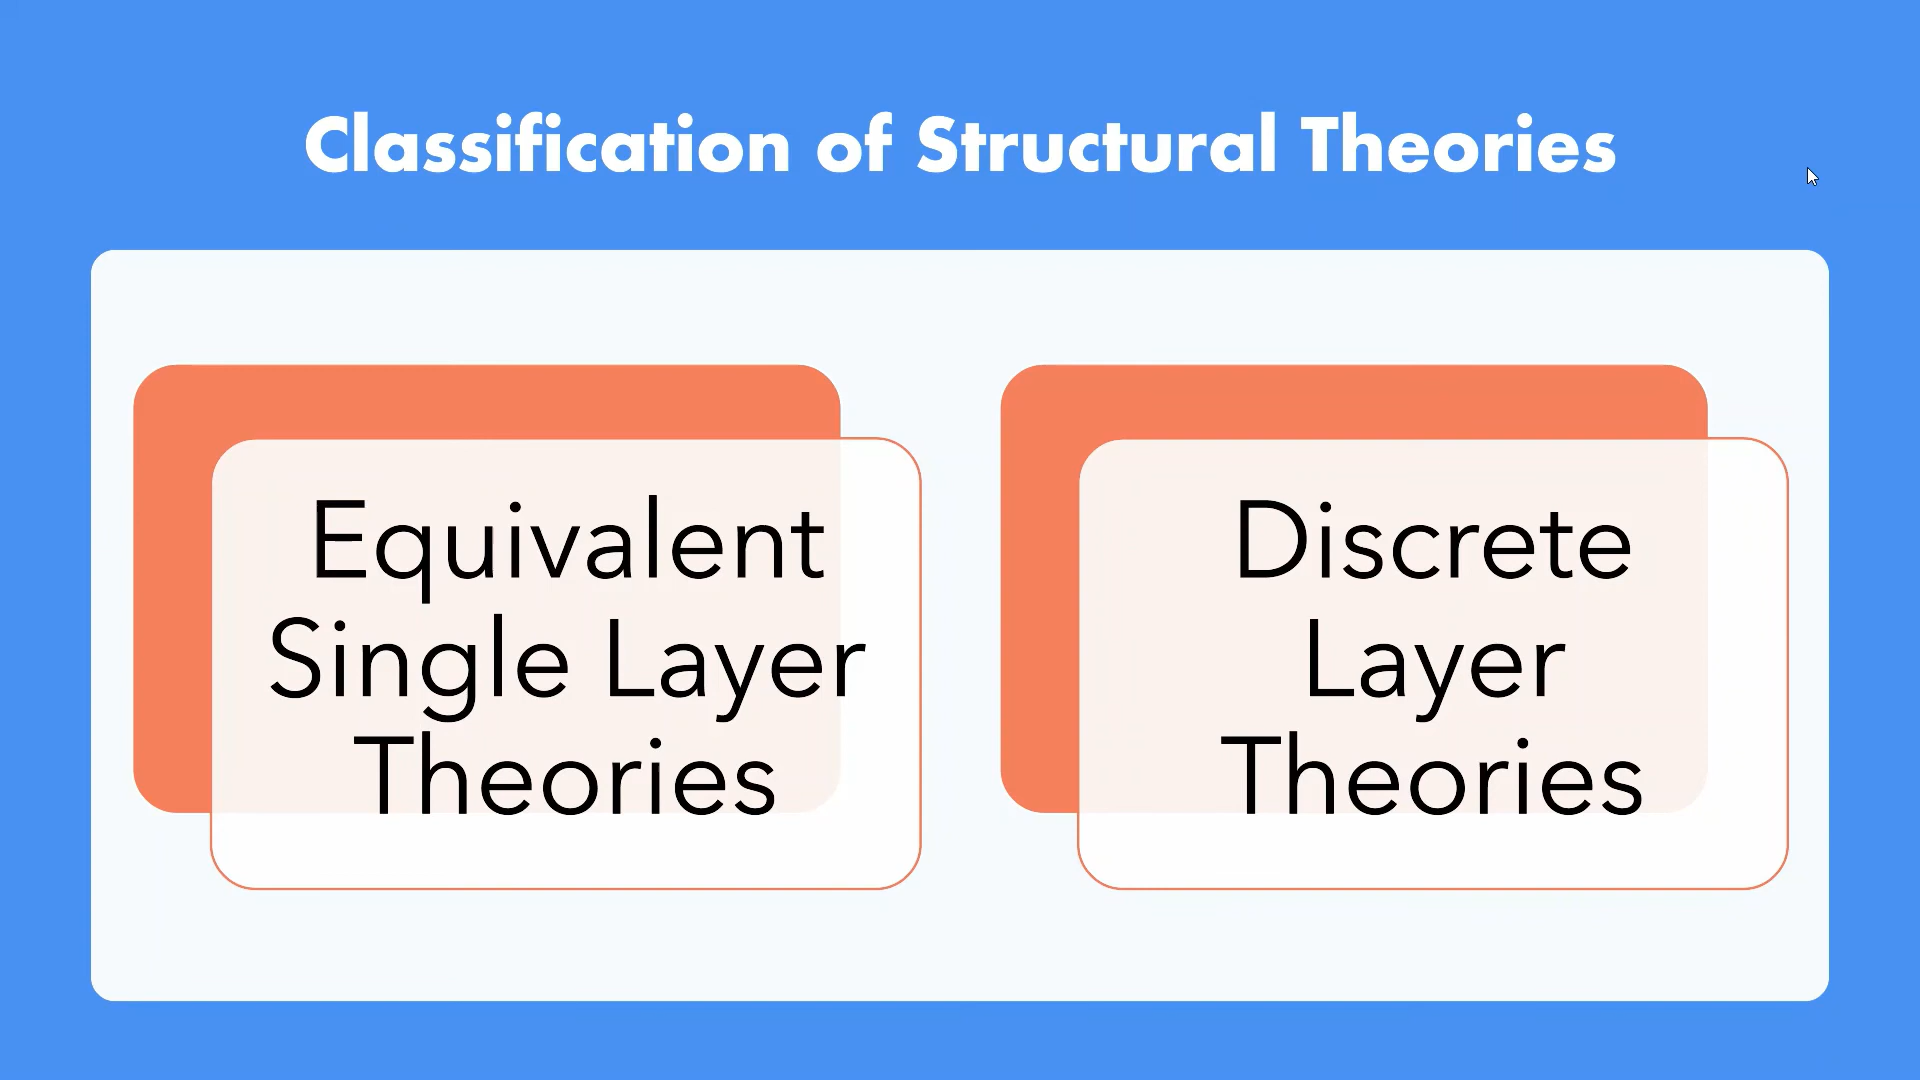 Classification of Structural Theories
Equivalent
Single Layer
Theories
Discrete
Layer
Theories